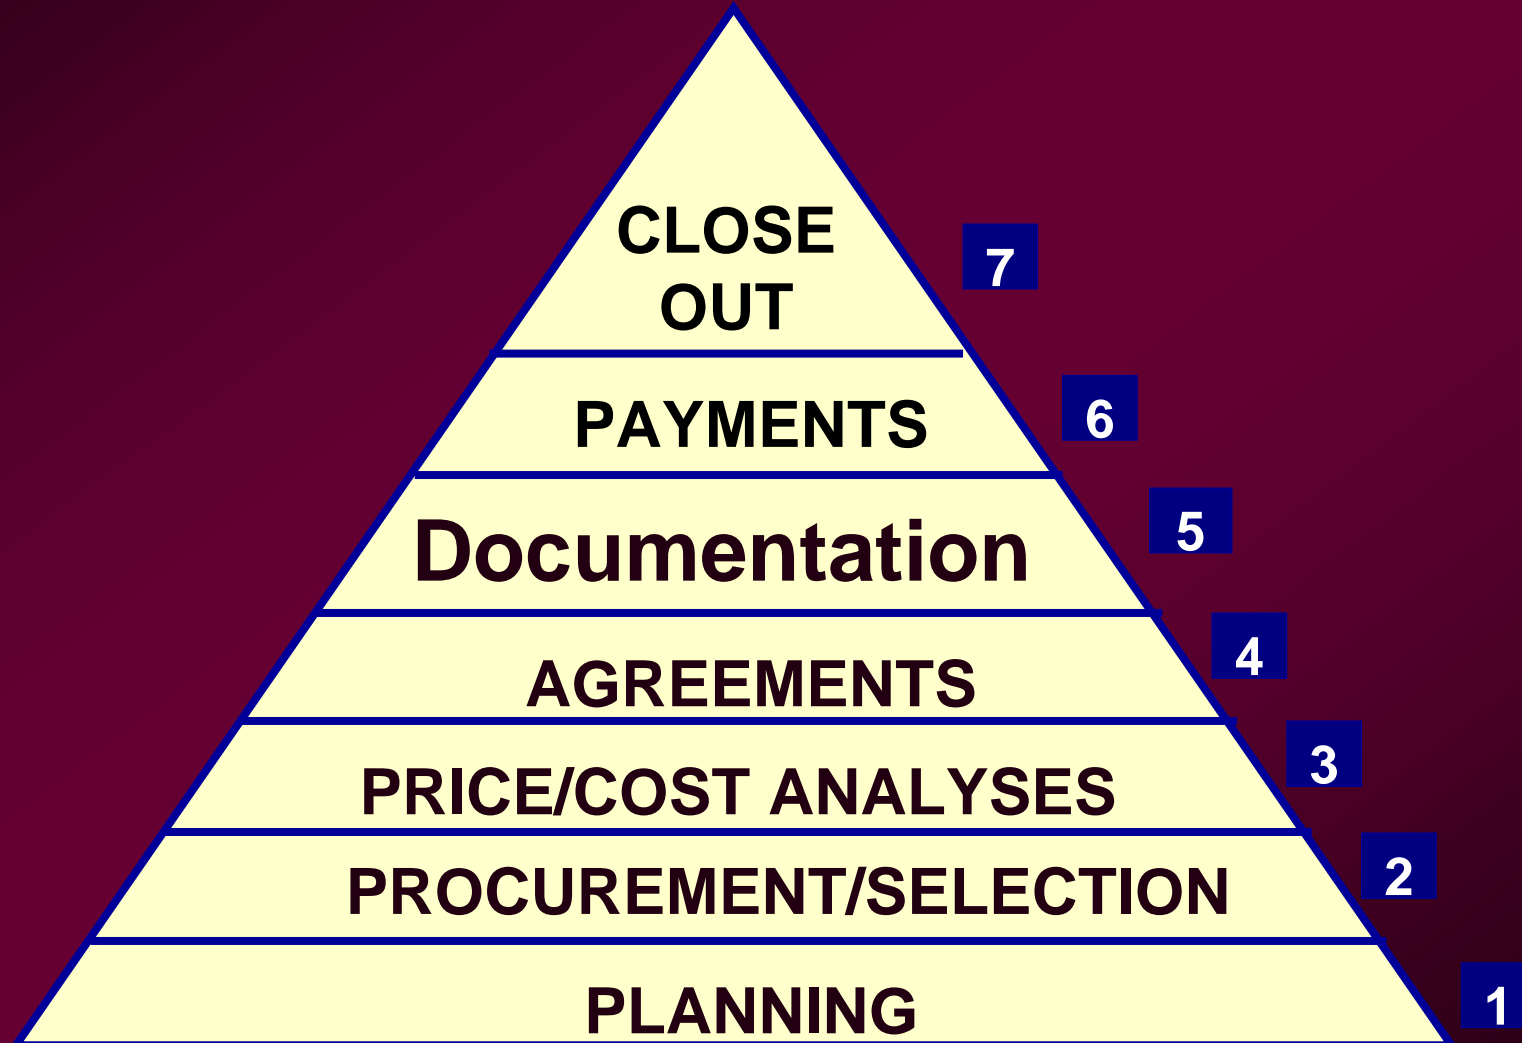 CLOSE
OUT
7
PAYMENTS
6
Documentation
5
AGREEMENTS
4
PRICE/COST ANALYSES
3
PROCUREMENT/SELECTION
2
PLANNING
1